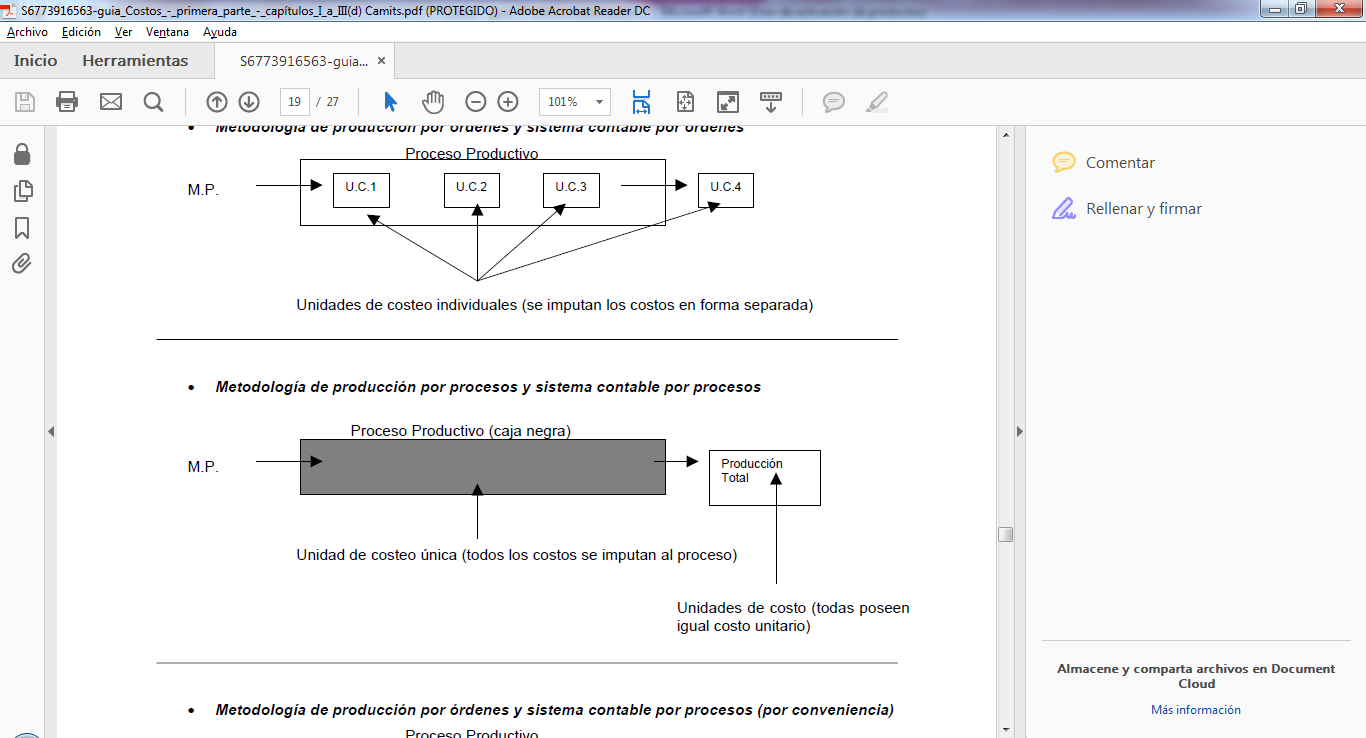 S6773916563-guia_Costos_-_primera_parte_-_capítulos_I_a_III(d) Camits.pdf (PROTEGIDO) - Adobe Acrobat Reader DC
Archivo Edición Ver Ventana Ayuda
Inicio Herramientas S6773916563-guia... ×
19 / 27 101%
• Metodología de producción por órdenes y sistema contable por órdenes
Proceso Productivo
M.P. U.C.1 U.C.2 U.C.3 U.C.4
Unidades de costeo individuales (se imputan los costos en forma separada)
• Metodología de producción por procesos y sistema contable por procesos
Proceso Productivo (caja negra)
M.P. Producción
Total
Unidad de costeo única (todos los costos se imputan al proceso)
Unidades de costo (todas poseen
igual costo unitario)
• Metodología de producción por órdenes y sistema contable por procesos (por conveniencia)
Proceso Productivo
Comentar
Rellenar y firmar
Almacene y comparta archivos en Document
Cloud
Más información